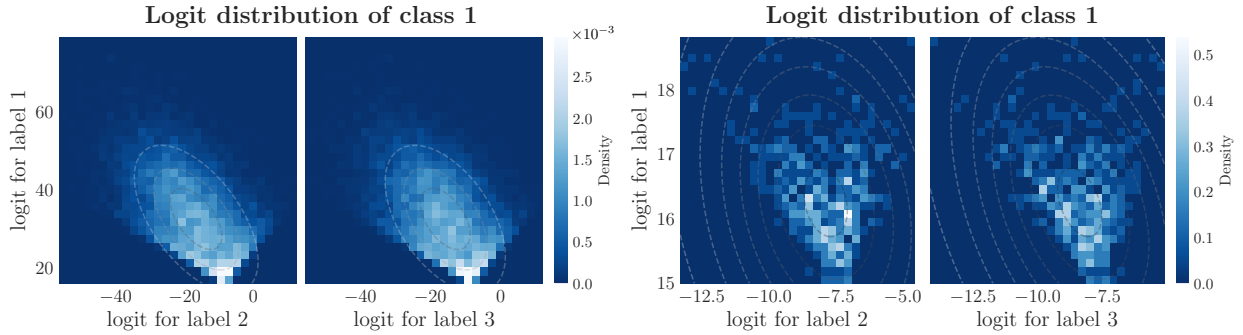 Logit distribution of class 1
×10⁻³
logit for label 1
60
40
20
−40 −20 0
logit for label 2
−40 −20 0
logit for label 3
2.5
2.0
1.5
1.0
0.5
0.0
Density
Logit distribution of class 1
logit for label 1
18
17
16
15
−12.5 −10.0 −7.5 −5.0
logit for label 2
−12.5 −10.0 −7.5
logit for label 3
0.5
0.4
0.3
0.2
0.1
0.0
Density